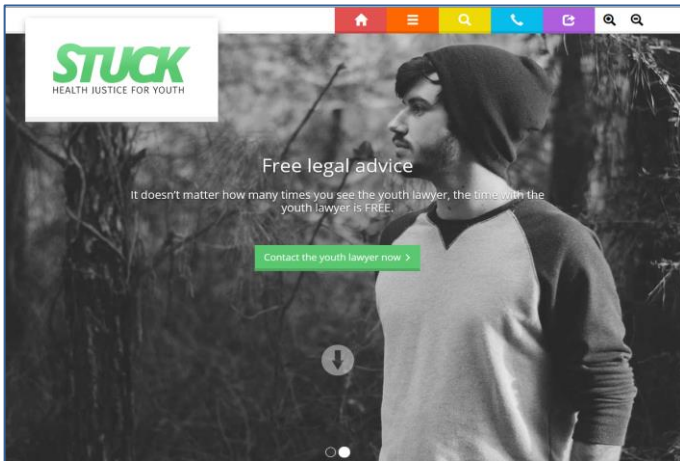 STUCK
HEALTH JUSTICE FOR YOUTH
Free legal advice
It doesn't matter how many times you see the youth lawyer, the time with the
youth lawyer is FREE.
Contact the youth lawyer now >